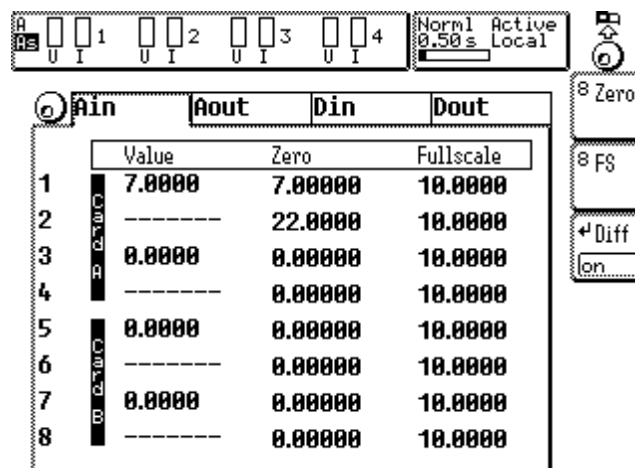 A As U I 1 U I 2 U I 3 U I 4 Norml Active
0.50 s Local
8 Zero
Ain Aout Din Dout
Value Zero Fullscale
8 FS
1 7.0000 7.00000 10.0000
2 ------- 22.0000 10.0000
Diff
on
3 0.0000 0.00000 10.0000
4 ------- 0.00000 10.0000
Card A
5 0.0000 0.00000 10.0000
6 ------- 0.00000 10.0000
7 0.0000 0.00000 10.0000
8 ------- 0.00000 10.0000
Card B